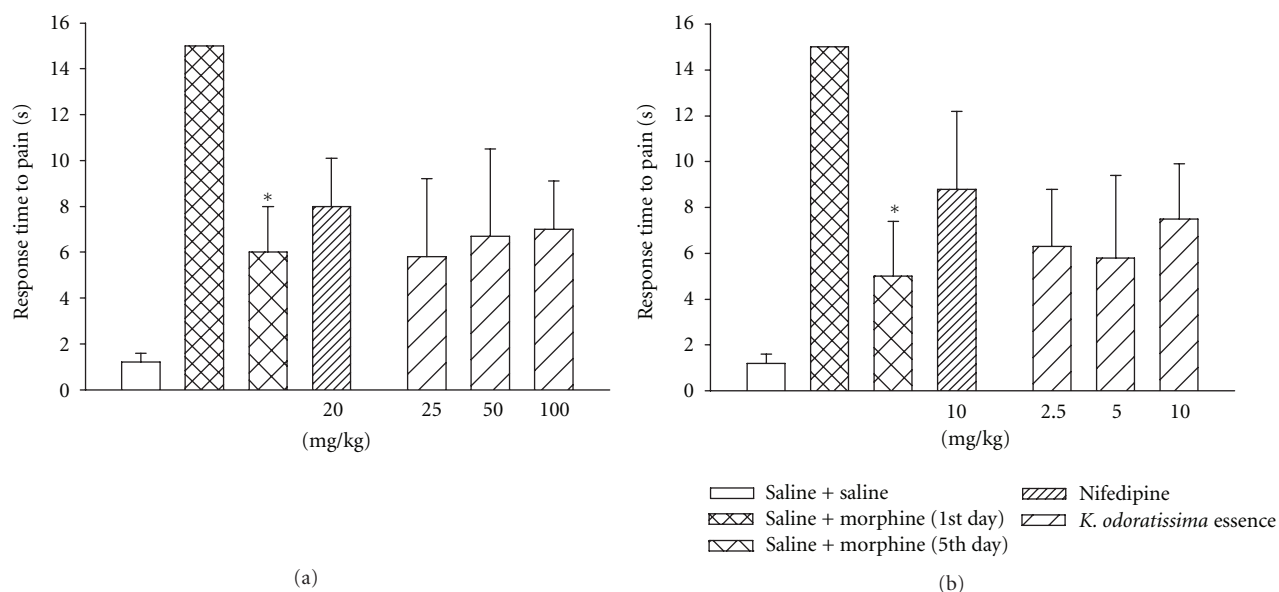 16
14
12
10
8
6
4
2
0
Response time to pain (s)
*
20
25
50
100
(mg/kg)
(a)
16
14
12
10
8
6
4
2
0
Response time to pain (s)
*
10
2.5
5
10
(mg/kg)
Saline + saline
Saline + morphine (1st day)
Saline + morphine (5th day)
Nifedipine
K. odoratissima essence
(b)